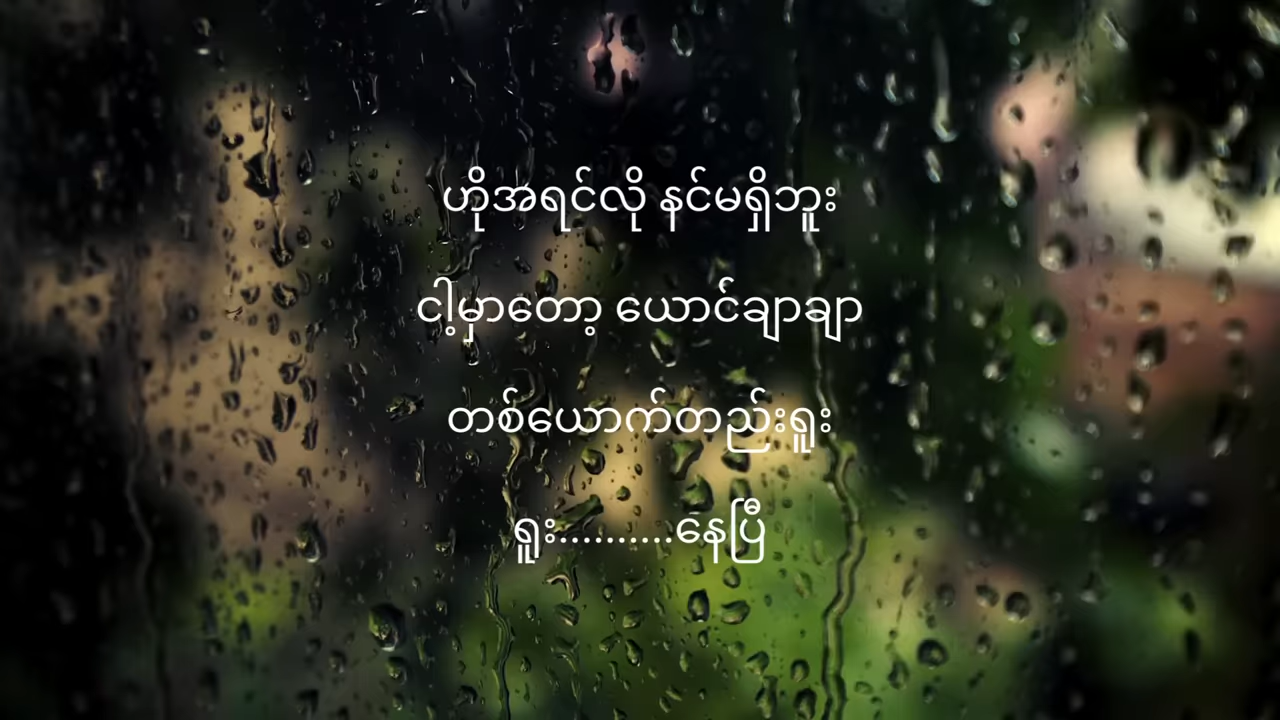 ဟိုအရင်လို နင်မရှိဘူး
ငါ့မှာတော့ ယောင်ချာချာ
တစ်ယောက်တည်းရူး
ရူး..........နေပြီ